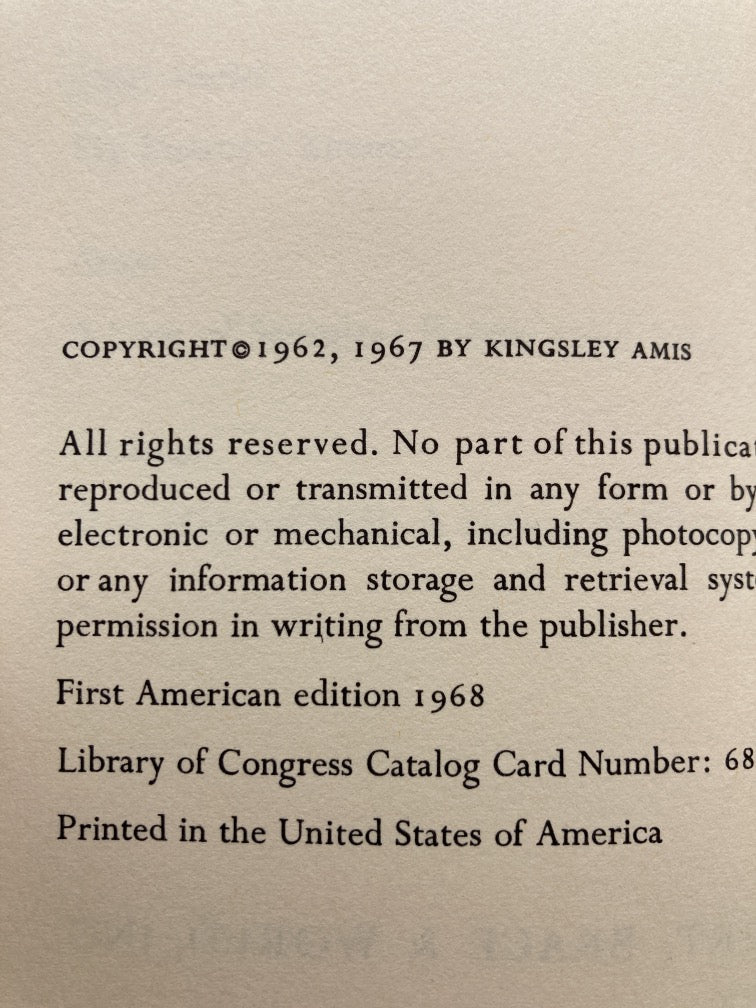 COPYRIGHT © 1962, 1967 BY KINGSLEY AMIS
All rights reserved. No part of this publica
reproduced or transmitted in any form or by
electronic or mechanical, including photocopy
or any information storage and retrieval syst
permission in writing from the publisher.
First American edition 1968
Library of Congress Catalog Card Number: 68
Printed in the United States of America